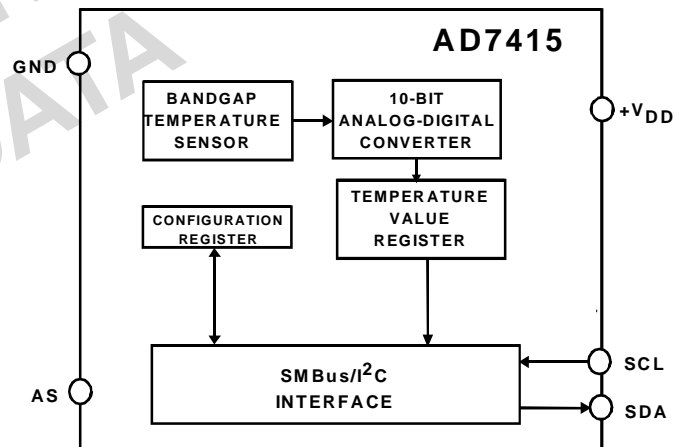 AD7415
GND
BANDGAP
TEMPERATURE
SENSOR
10-BIT
ANALOG-DIGITAL
CONVERTER
+VDD
CONFIGURATION
REGISTER
TEMPERATURE
VALUE
REGISTER
SMBus/I2C
INTERFACE
AS
SCL
SDA
DATA